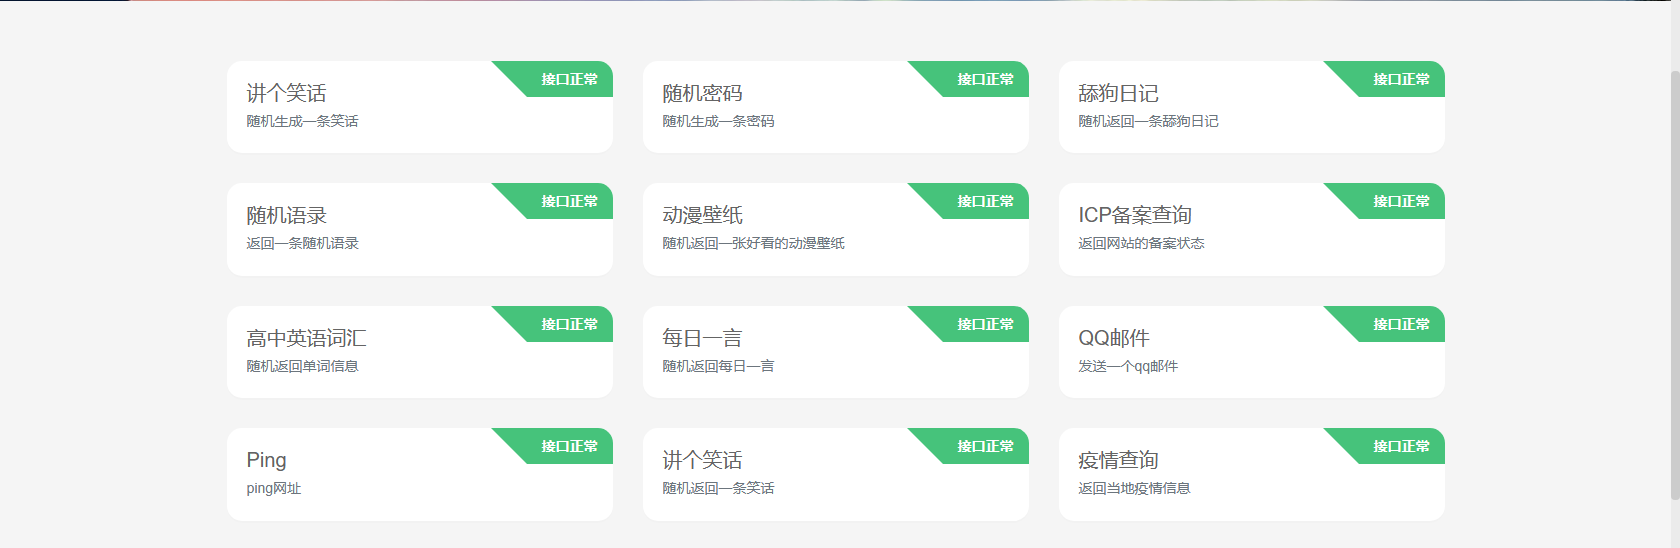 讲个笑话
接口正常
随机生成一条笑话
随机密码
接口正常
随机生成一条密码
舔狗日记
接口正常
随机返回一条舔狗日记
随机语录
接口正常
返回一条随机语录
动漫壁纸
接口正常
随机返回一张好看的动漫壁纸
ICP备案查询
接口正常
返回网站的备案状态
高中英语词汇
接口正常
随机返回单词信息
每日一言
接口正常
随机返回每日一言
QQ邮件
接口正常
发送一个qq邮件
Ping
接口正常
ping网址
讲个笑话
接口正常
随机返回一条笑话
疫情查询
接口正常
返回当地疫情信息